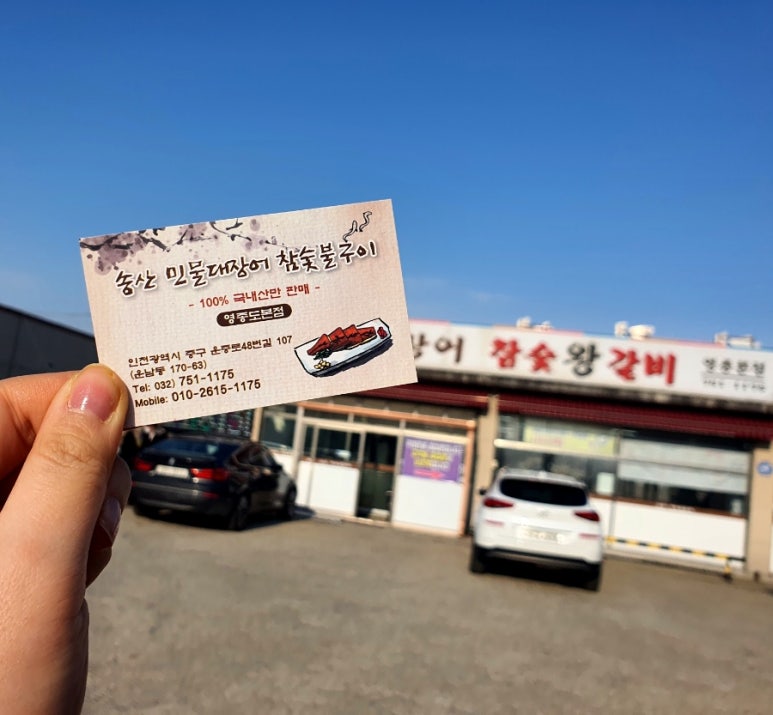 송산 민물대장어 참숯불구이
- 100% 국내산만 판매 -
영종도본점
인천광역시 중구 운중로48번길 107
(운남동 170-63)
Tel: 032) 751-1175
Mobile: 010-2615-1175
장어 참숯왕갈비
영종본점